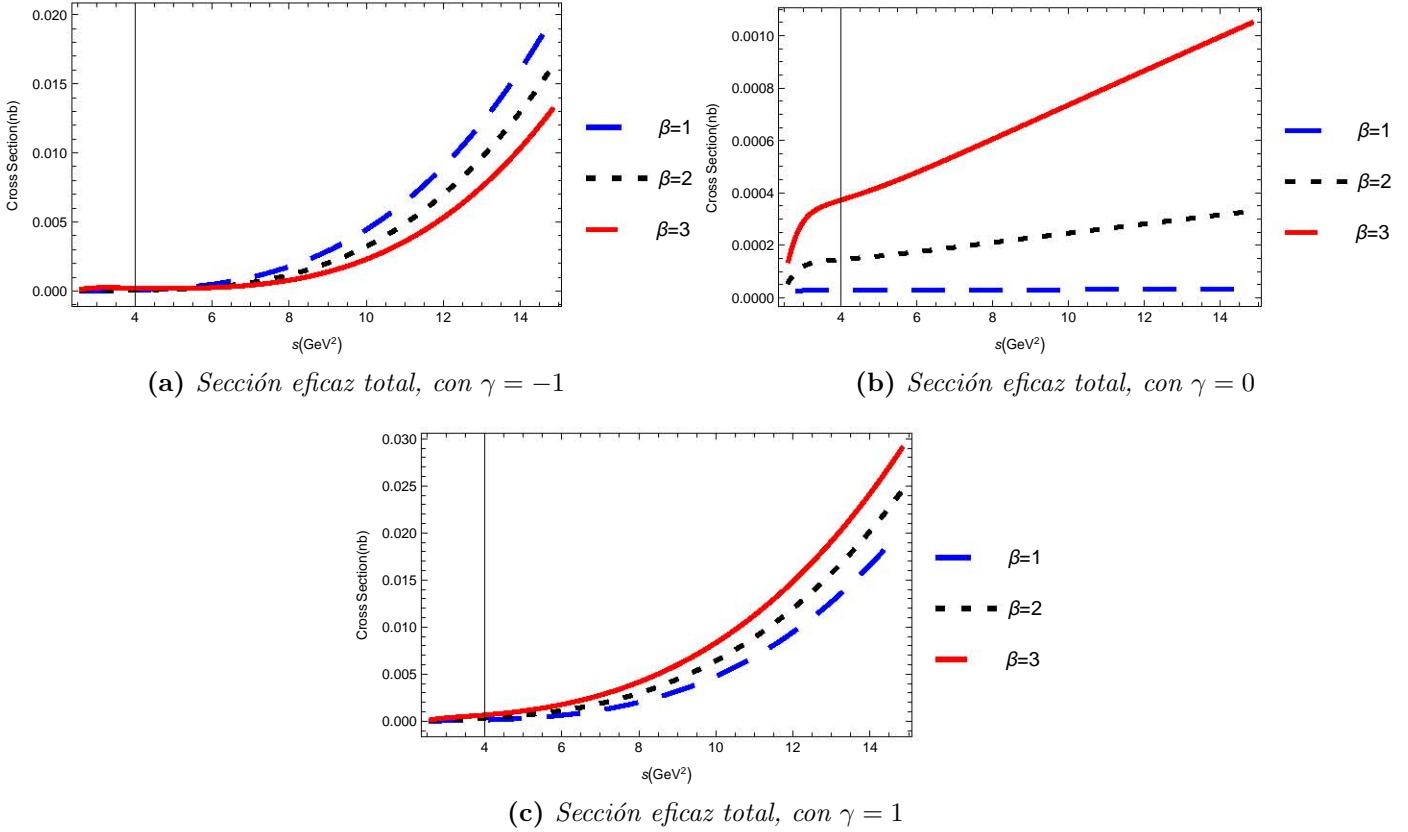 0.020
0.015
0.010
0.005
0.000
Cross Section(nb)
4 6 8 10 12 14
s(GeV²)
β=1
β=2
β=3
(a) Sección eficaz total, con γ = −1
0.0010
0.0008
0.0006
0.0004
0.0002
0.0000
Cross Section(nb)
4 6 8 10 12 14
s(GeV²)
β=1
β=2
β=3
(b) Sección eficaz total, con γ = 0
0.030
0.025
0.020
0.015
0.010
0.005
0.000
Cross Section(nb)
4 6 8 10 12 14
s(GeV²)
β=1
β=2
β=3
(c) Sección eficaz total, con γ = 1